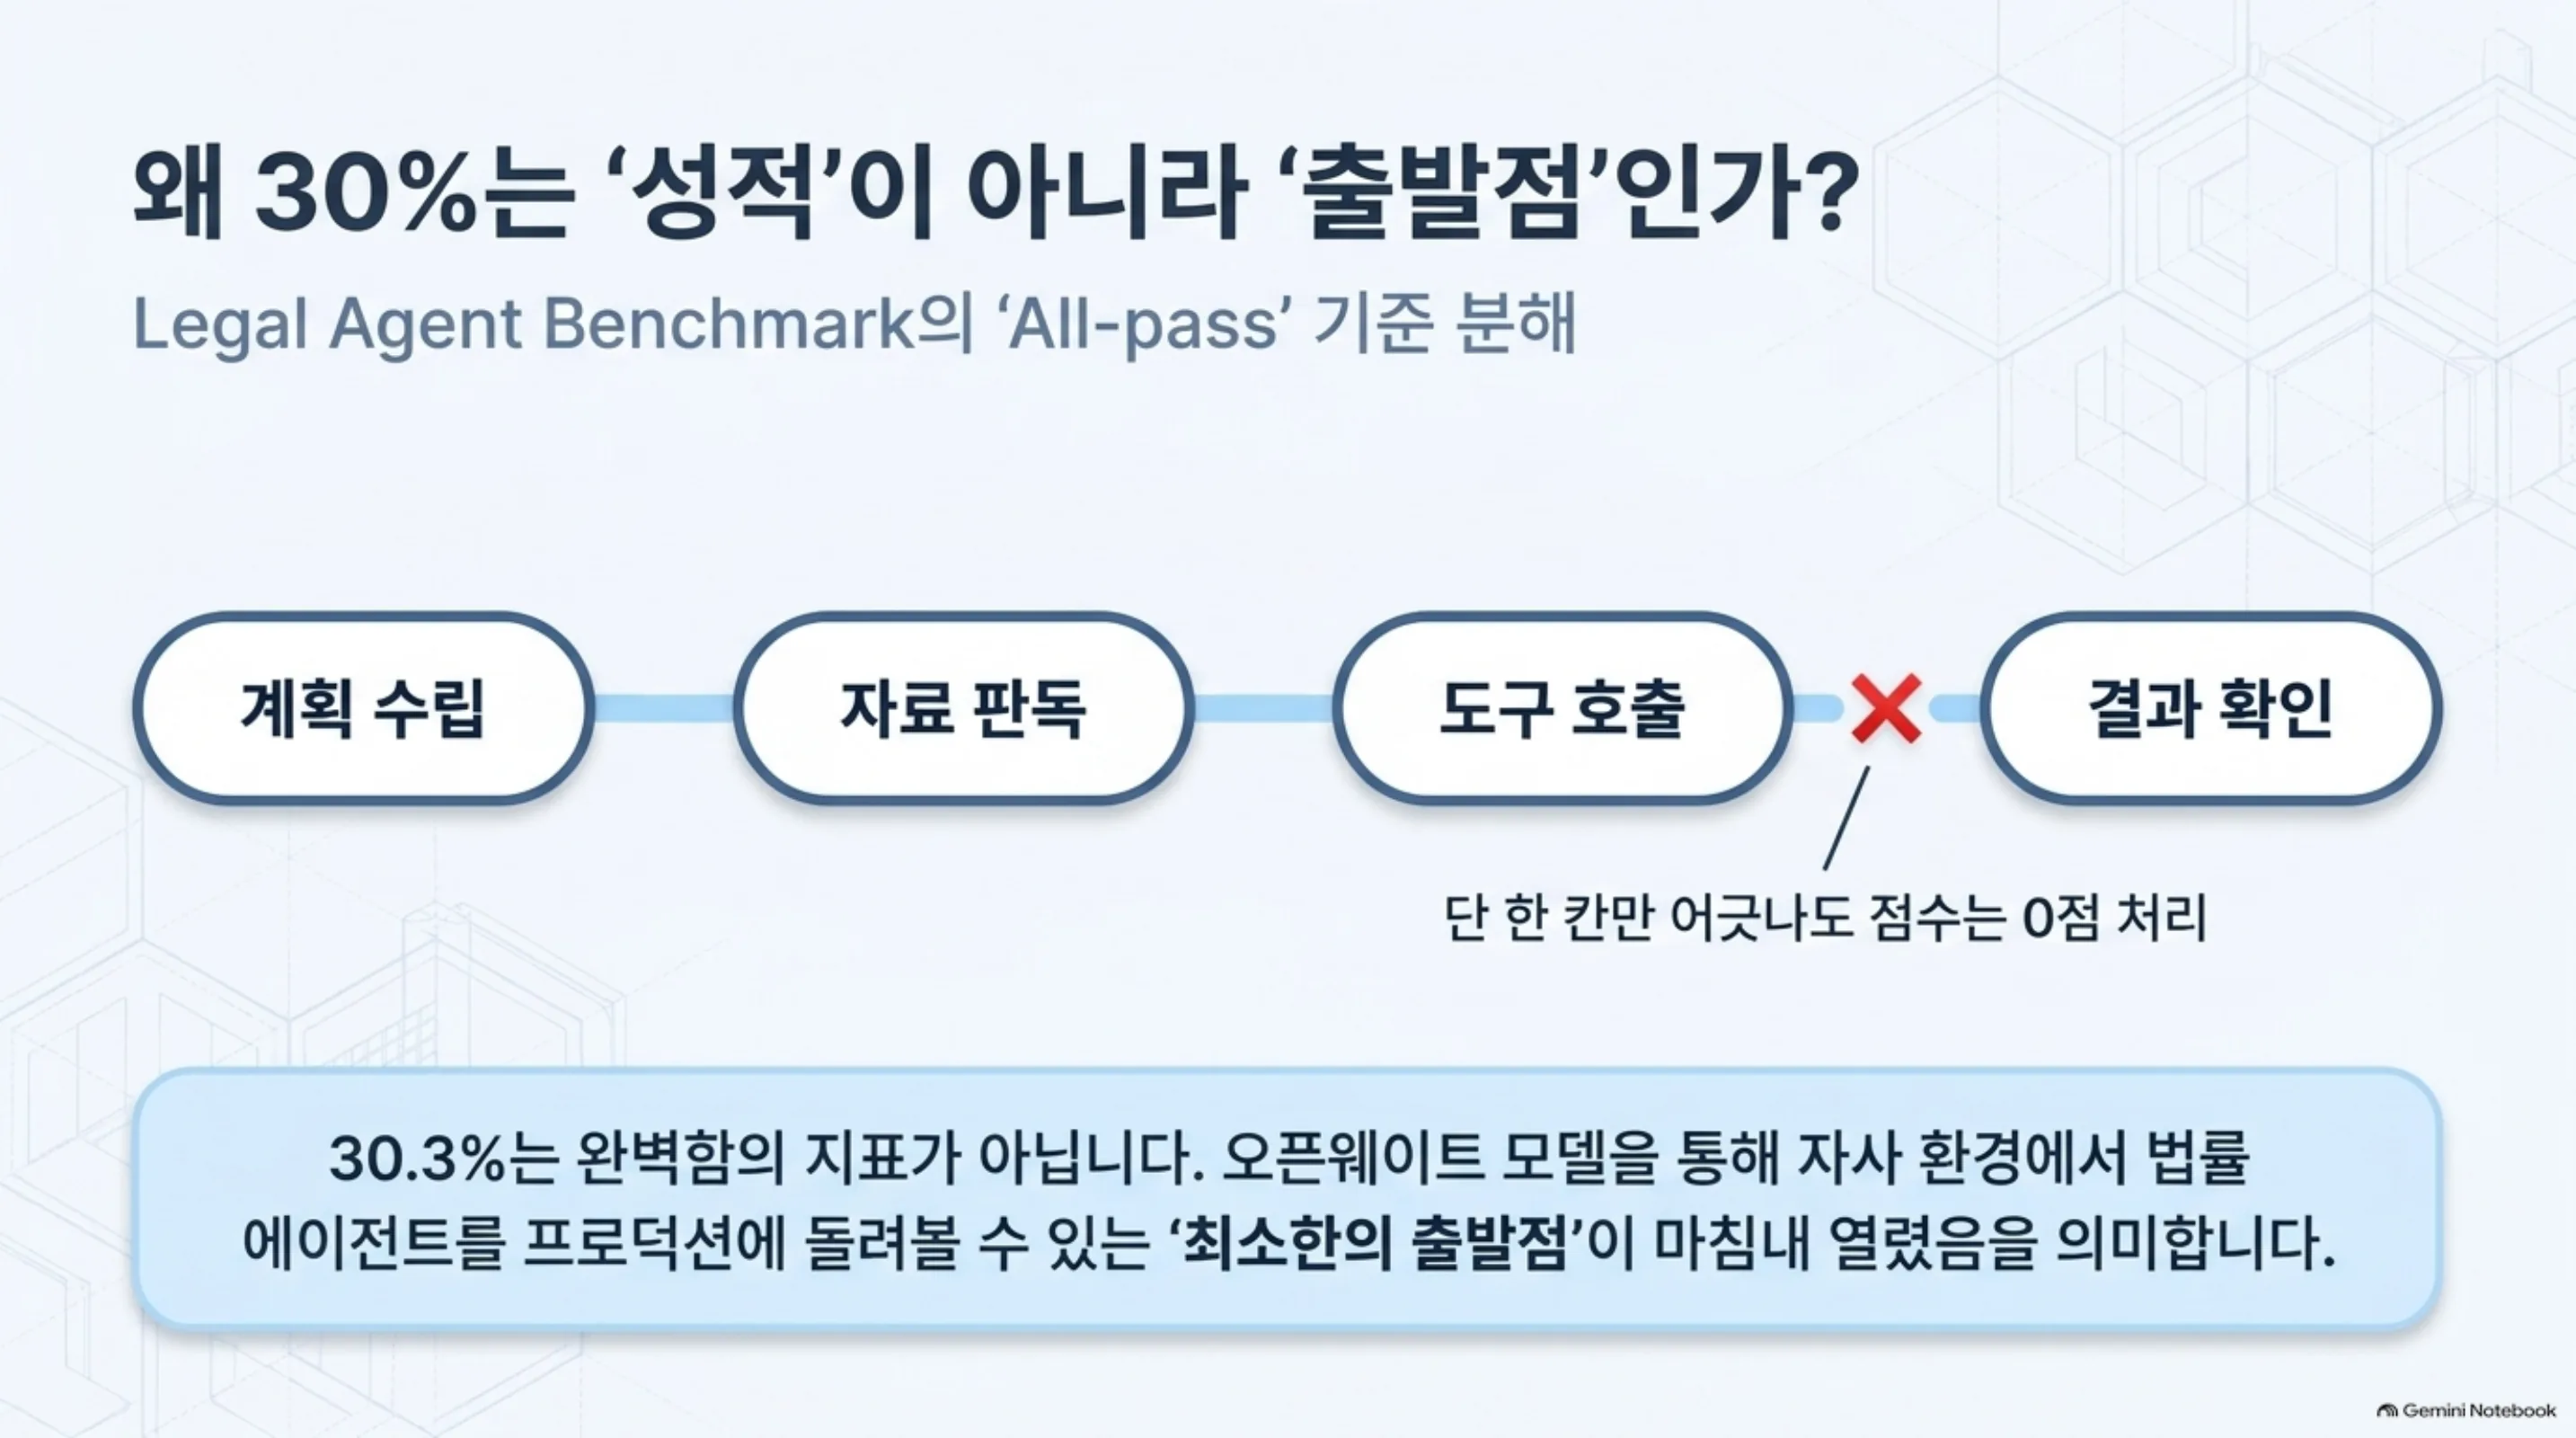 왜 30%는 ‘성적’이 아니라 ‘출발점’인가?
Legal Agent Benchmark의 ‘All-pass’ 기준 분해
계획 수립
자료 판독
도구 호출
결과 확인
단 한 칸만 어긋나도 점수는 0점 처리
30.3%는 완벽함의 지표가 아닙니다. 오픈웨이트 모델을 통해 자사 환경에서 법률
에이전트를 프로덕션에 돌려볼 수 있는 ‘최소한의 출발점’이 마침내 열렸음을 의미합니다.
Gemini Notebook